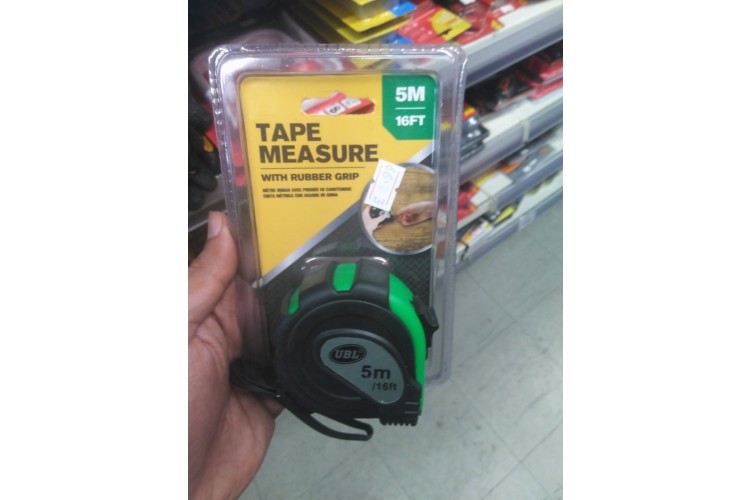 5M
16FT
TAPE
MEASURE
WITH RUBBER GRIP
UBL
5m
/16ft